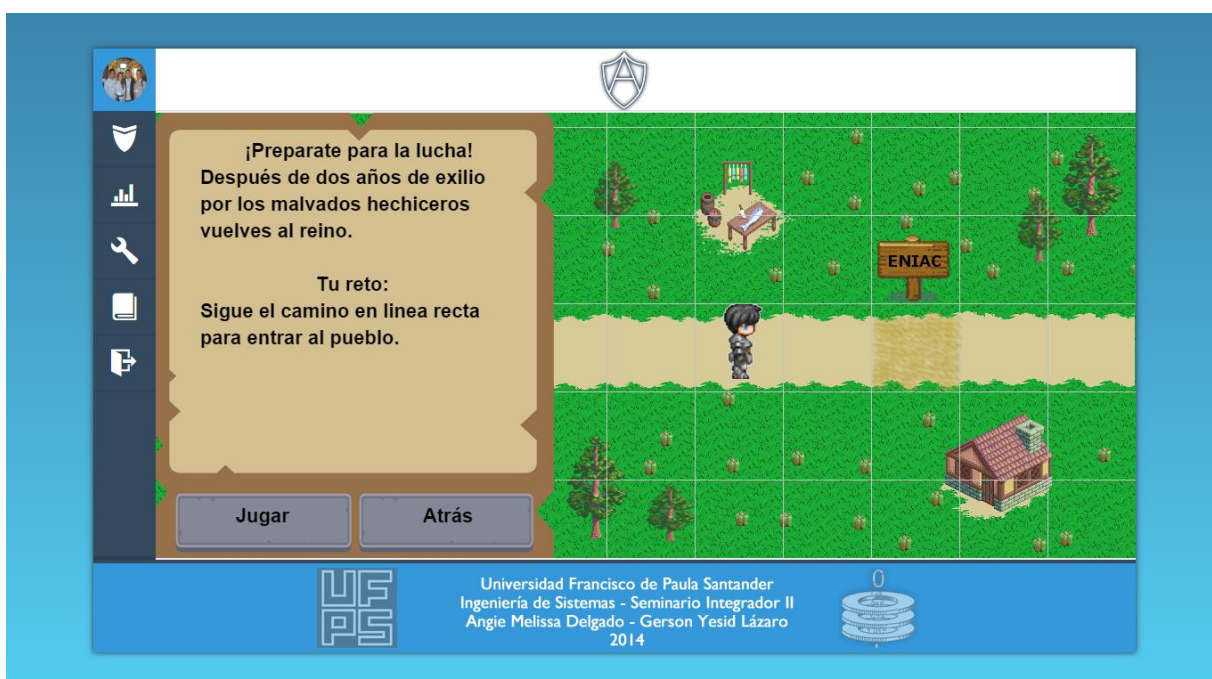 ¡Preparate para la lucha!
Después de dos años de exilio
por los malvados hechiceros
vuelves al reino.
Tu reto:
Sigue el camino en linea recta
para entrar al pueblo.
Jugar
Atrás
ENIAC
UFPS
Universidad Francisco de Paula Santander
Ingeniería de Sistemas - Seminario Integrador II
Angie Melissa Delgado - Gerson Yesid Lázaro
2014
0